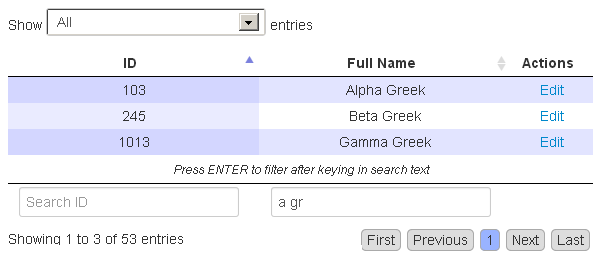 Show All entries
ID Full Name Actions
103 Alpha Greek Edit
245 Beta Greek Edit
1013 Gamma Greek Edit
Press ENTER to filter after keying in search text
Search ID a gr
Showing 1 to 3 of 53 entries First Previous 1 Next Last